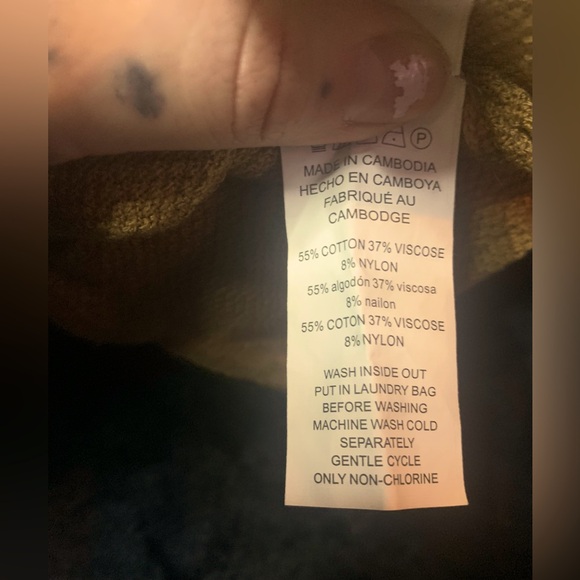 P
MADE IN CAMBODIA
HECHO EN CAMBOYA
FABRIQUÉ AU
CAMBODGE
55% COTTON 37% VISCOSE
8% NYLON
55% algodón 37% viscosa
8% nailon
55% COTON 37% VISCOSE
8% NYLON
WASH INSIDE OUT
PUT IN LAUNDRY BAG
BEFORE WASHING
MACHINE WASH COLD
SEPARATELY
GENTLE CYCLE
ONLY NON-CHLORINE